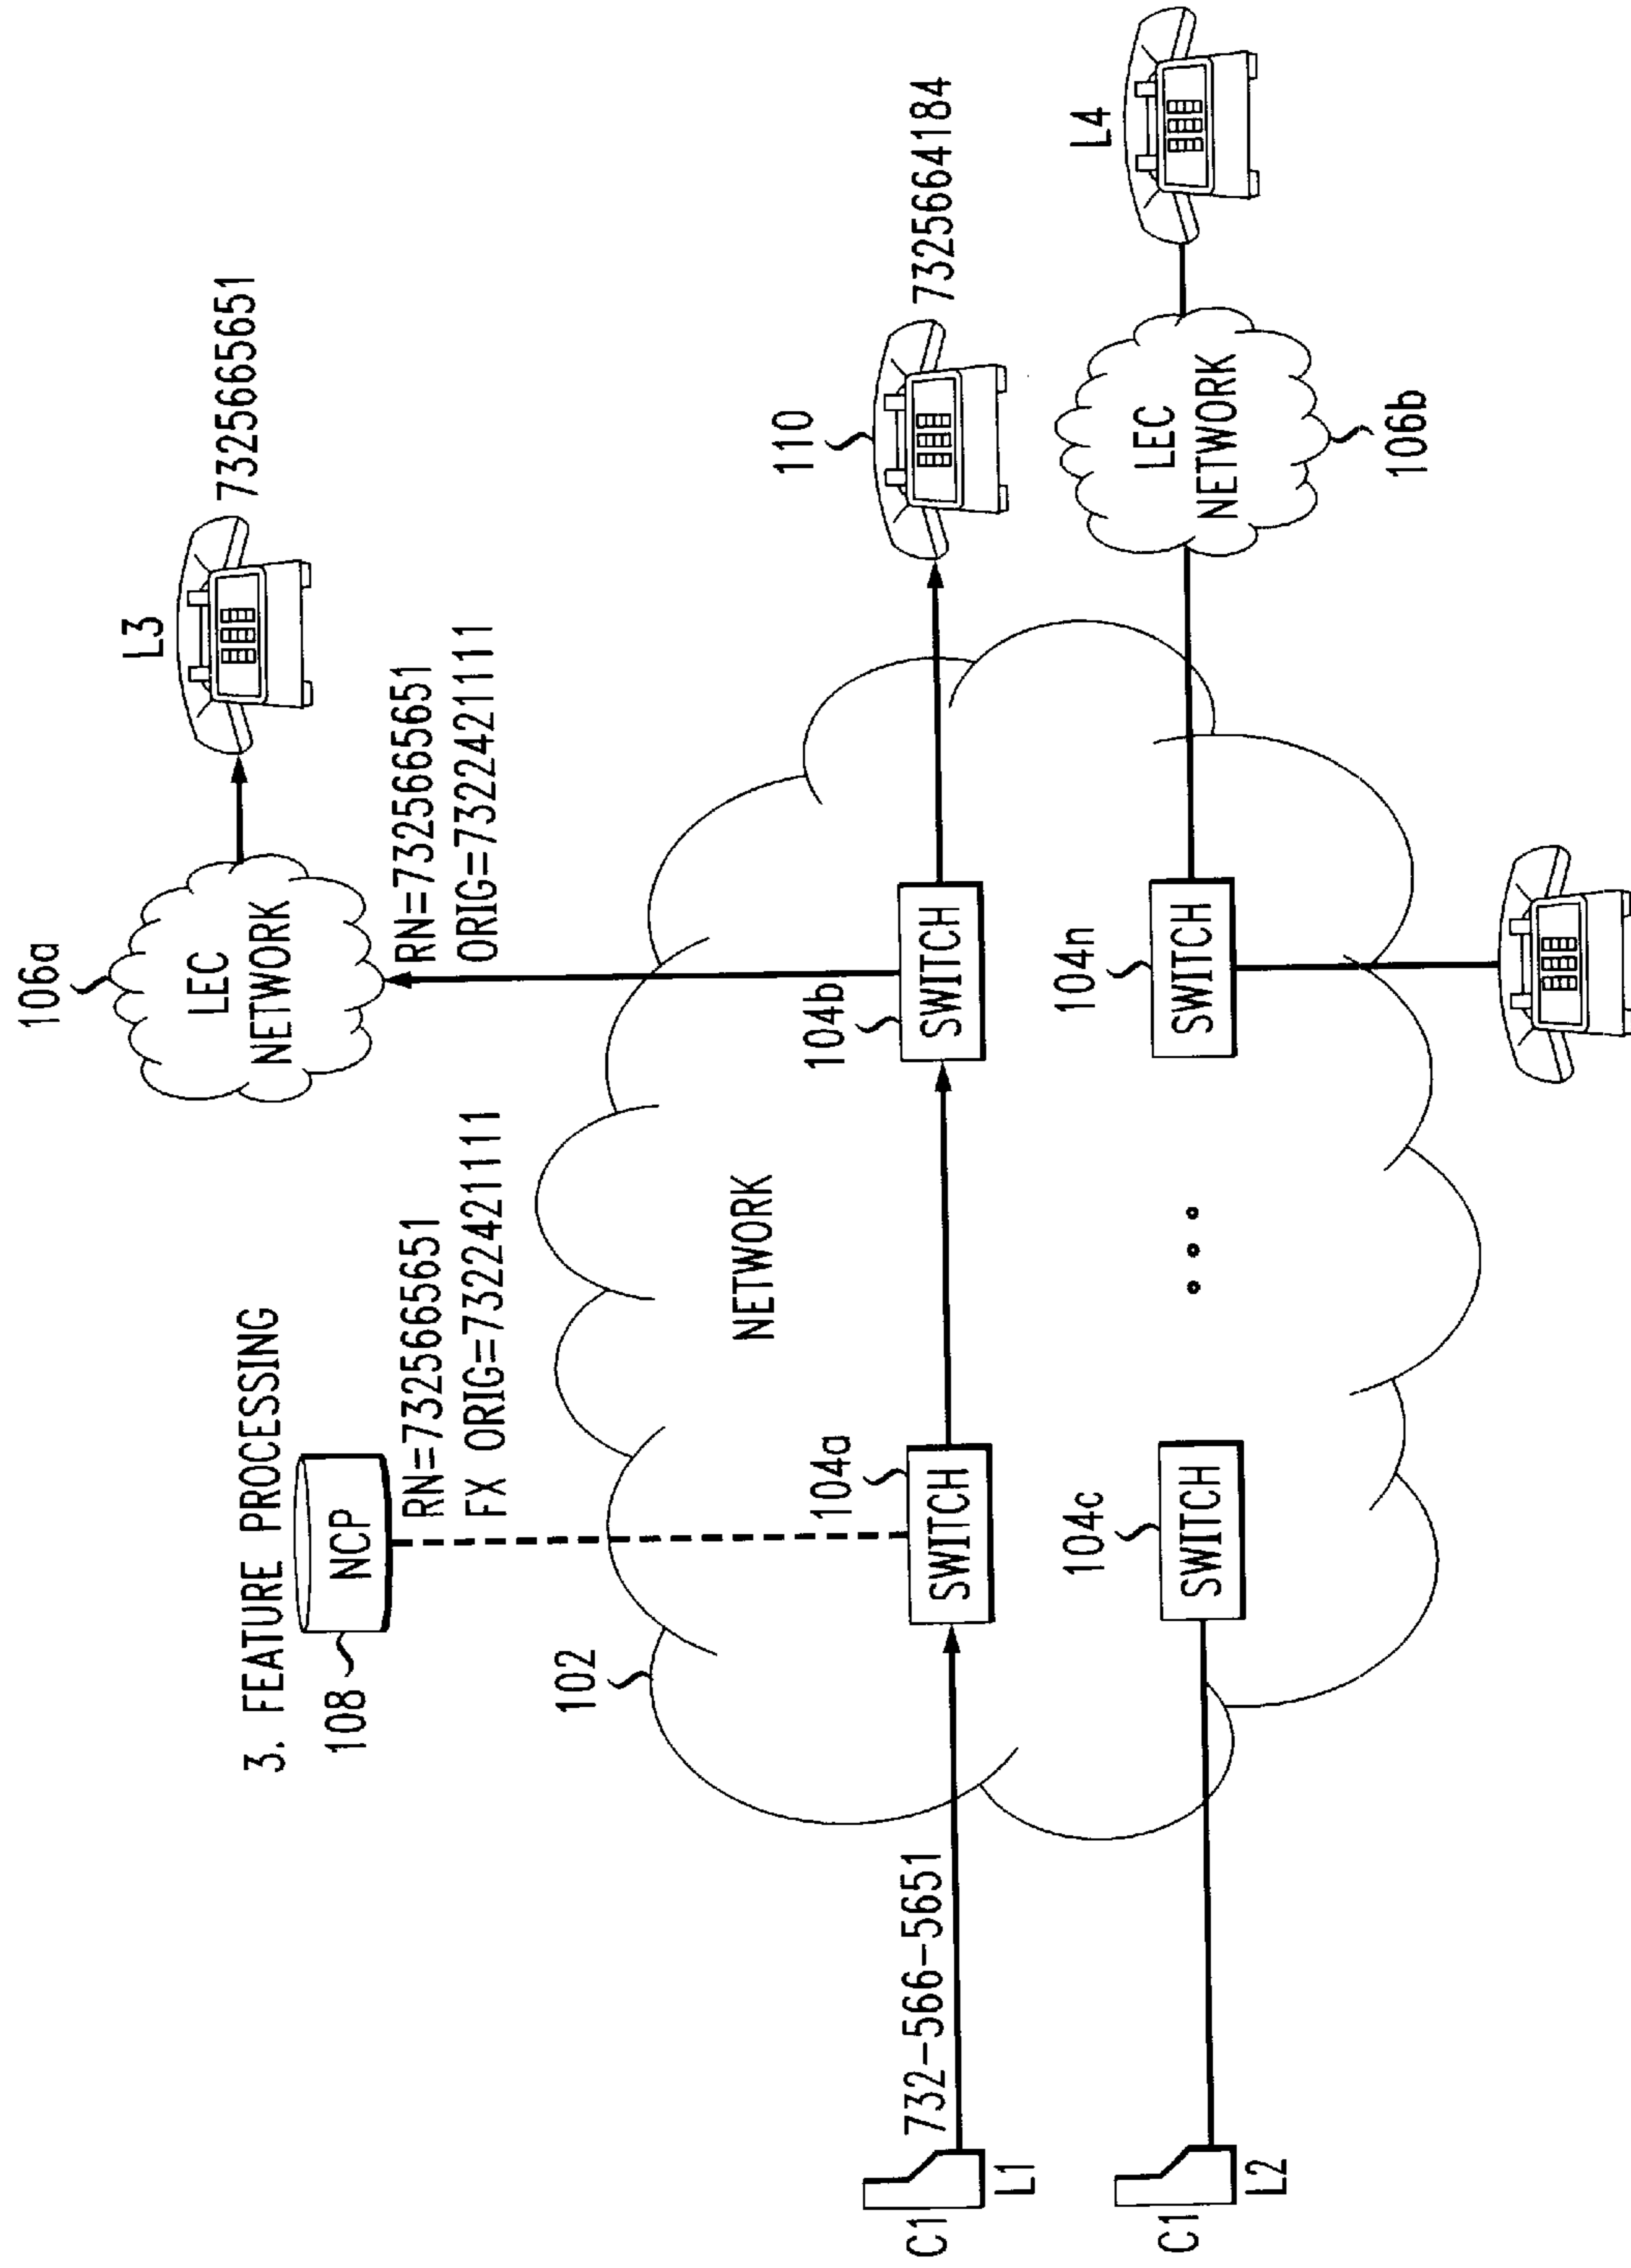 3. FEATURE PROCESSING
108
NCP
RN=7325665651
FX ORIG=7322421111
106a
LEC
NETWORK
L3
7325665651
RN=7325665651
ORIG=7322421111
102
NETWORK
C1
732-566-5651
L1
104a
SWITCH
104b
SWITCH
110
7325664184
C1
L2
104c
SWITCH
104n
SWITCH
LEC
NETWORK
106b
L4